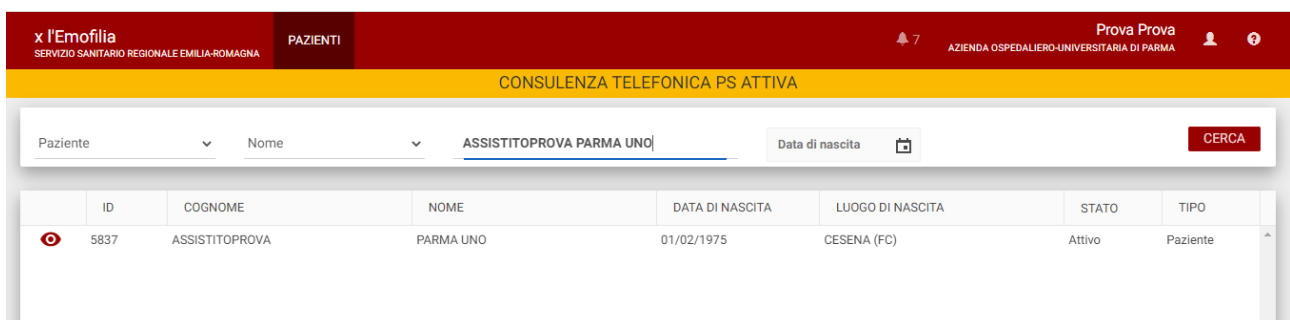 x l'Emofilia
SERVIZIO SANITARIO REGIONALE EMILIA-ROMAGNA
PAZIENTI
7
Prova Prova
AZIENDA OSPEDALIERO-UNIVERSITARIA DI PARMA
CONSULENZA TELEFONICA PS ATTIVA
Paziente Nome ASSISTITOPROVA PARMA UNO Data di nascita CERCA
ID COGNOME NOME DATA DI NASCITA LUOGO DI NASCITA STATO TIPO
5837 ASSISTITOPROVA PARMA UNO 01/02/1975 CESENA (FC) Attivo Paziente